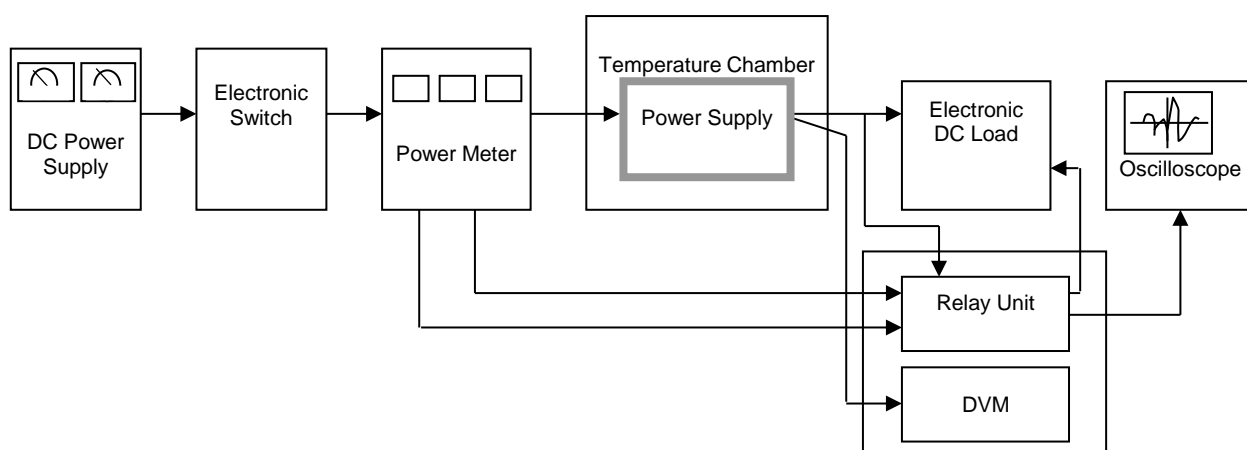 DC Power
Supply
Electronic
Switch
Power Meter
Temperature Chamber
Power Supply
Electronic
DC Load
Oscilloscope
Relay Unit
DVM